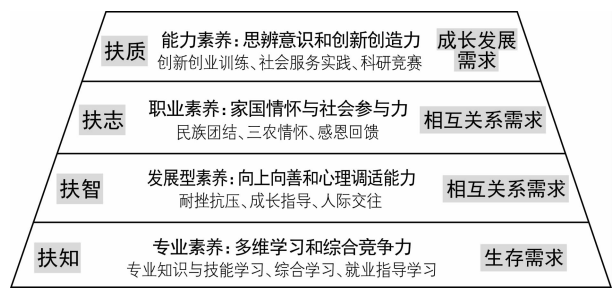 扶质
能力素养:思辨意识和创新创造力
创新创业训练、社会服务实践、科研竞赛
成长发展
需求
扶志
职业素养:家国情怀与社会参与力
民族团结、三农情怀、感恩回馈
相互关系需求
扶智
发展型素养:向上向善和心理调适能力
耐挫抗压、成长指导、人际交往
相互关系需求
扶知
专业素养:多维学习和综合竞争力
专业知识与技能学习、综合学习、就业指导学习
生存需求